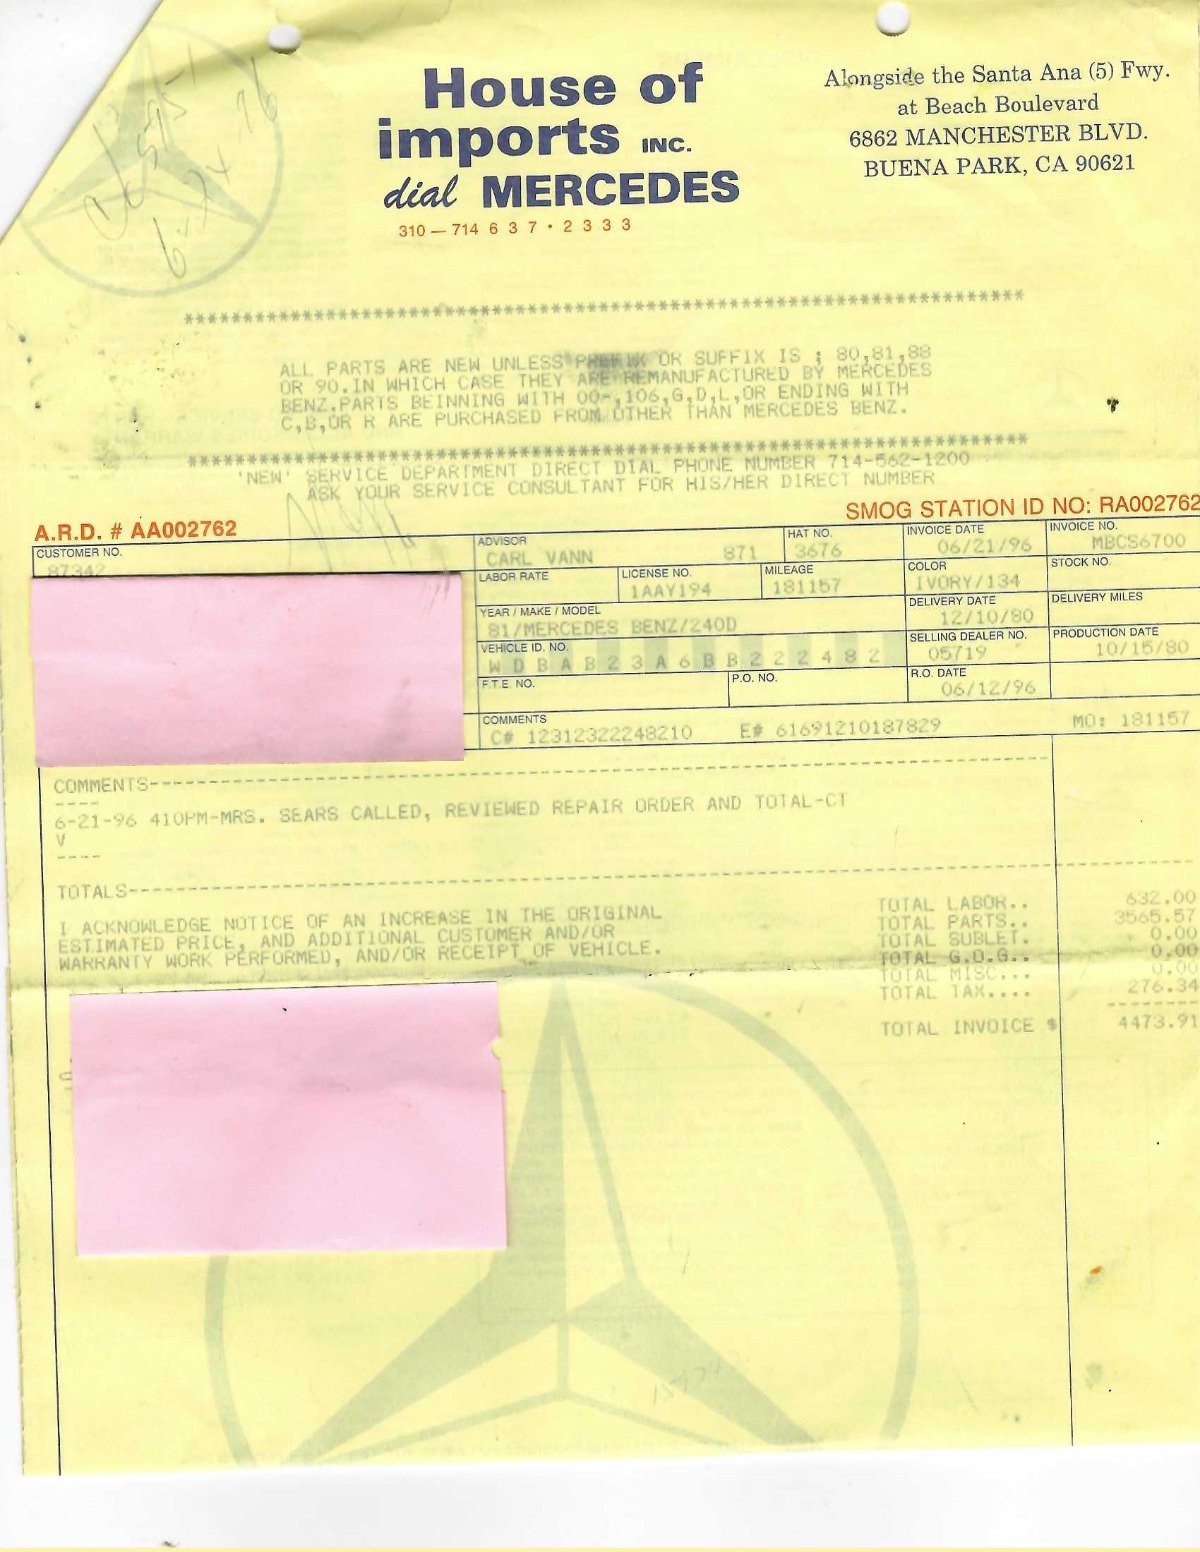 House of
imports INC.
dial MERCEDES
310 — 714 637 • 2333
Alongside the Santa Ana (5) Fwy.
at Beach Boulevard
6862 MANCHESTER BLVD.
BUENA PARK, CA 90621
************************************************************************
ALL PARTS ARE NEW UNLESS PREFIX OR SUFFIX IS : 80,81,88
OR 90.IN WHICH CASE THEY ARE REMANUFACTURED BY MERCEDES
BENZ.PARTS BEINNING WITH 00-,106,G,D,L,OR ENDING WITH
C,B,OR R ARE PURCHASED FROM OTHER THAN MERCEDES BENZ.
************************************************************************
'NEW' SERVICE DEPARTMENT DIRECT DIAL PHONE NUMBER 714-562-1200
ASK YOUR SERVICE CONSULTANT FOR HIS/HER DIRECT NUMBER
A.R.D. # AA002762
SMOG STATION ID NO: RA002762
CUSTOMER NO.
87342
ADVISOR
CARL VANN 871
HAT NO.
3676
INVOICE DATE
06/21/96
INVOICE NO.
MBCS6700
LABOR RATE
LICENSE NO.
1AAY194
MILEAGE
181157
COLOR
IVORY/134
STOCK NO.
YEAR / MAKE / MODEL
81/MERCEDES BENZ/240D
DELIVERY DATE
12/10/80
DELIVERY MILES
VEHICLE ID. NO.
W D B A B 2 3 A 6 B B 2 2 2 4 8 2
SELLING DEALER NO.
05719
PRODUCTION DATE
10/15/80
F.T.E. NO.
P.O. NO.
R.O. DATE
06/12/96
COMMENTS
C# 12312322248210 E# 61691210187829 MO: 181157
COMMENTS----------------------------------------------------------------
----
6-21-96 410PM-MRS. SEARS CALLED, REVIEWED REPAIR ORDER AND TOTAL-CT
V
----
TOTALS------------------------------------------------------------------
I ACKNOWLEDGE NOTICE OF AN INCREASE IN THE ORIGINAL
ESTIMATED PRICE, AND ADDITIONAL CUSTOMER AND/OR
WARRANTY WORK PERFORMED, AND/OR RECEIPT OF VEHICLE.
TOTAL LABOR.. 632.00
TOTAL PARTS.. 3565.57
TOTAL SUBLET. 0.00
TOTAL G.O.G.. 0.00
TOTAL MISC... 0.00
TOTAL TAX.... 276.34
---------
TOTAL INVOICE $ 4473.91